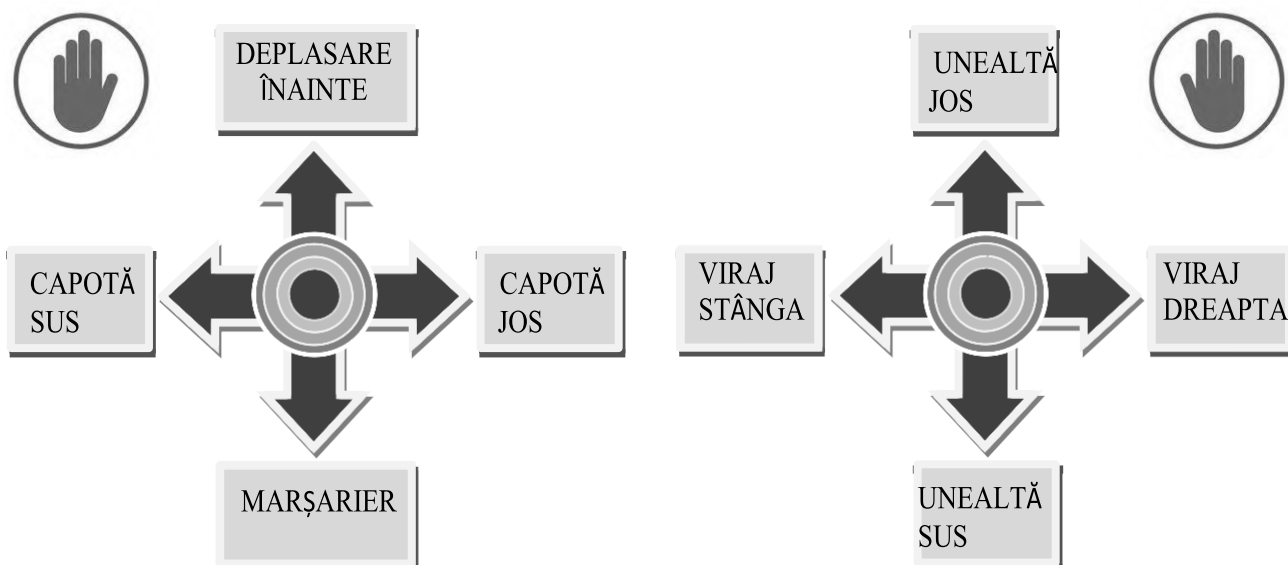 DEPLASARE
ÎNAINTE
CAPOTĂ
SUS
CAPOTĂ
JOS
MARȘARIER
UNEALTĂ
JOS
VIRAJ
STÂNGA
VIRAJ
DREAPTA
UNEALTĂ
SUS